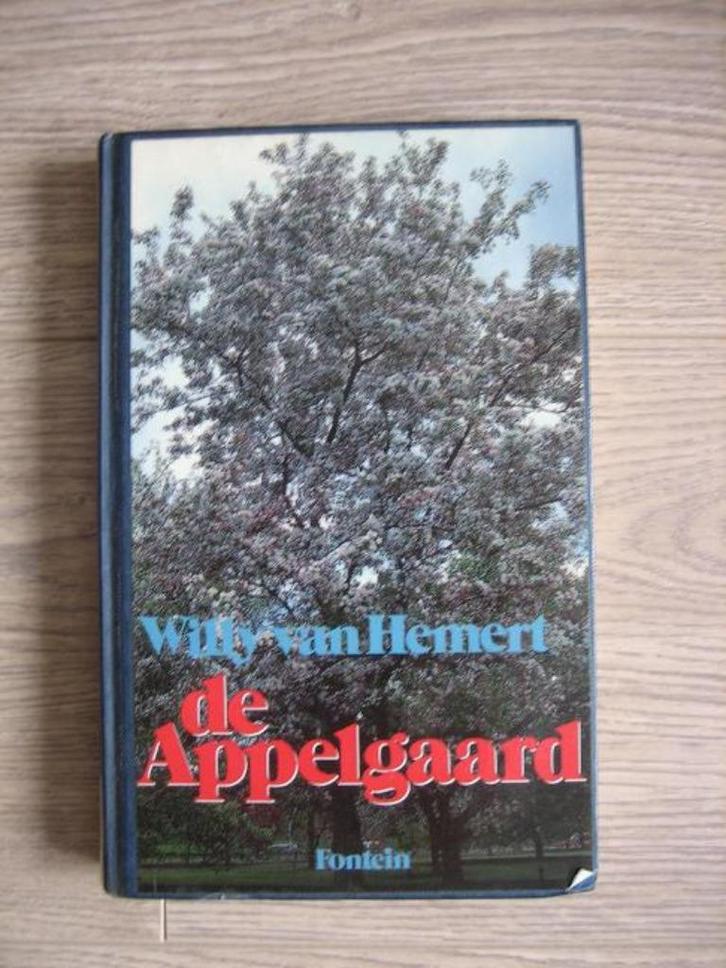 Willy van Hemert
de
Appelgaard
Fontein